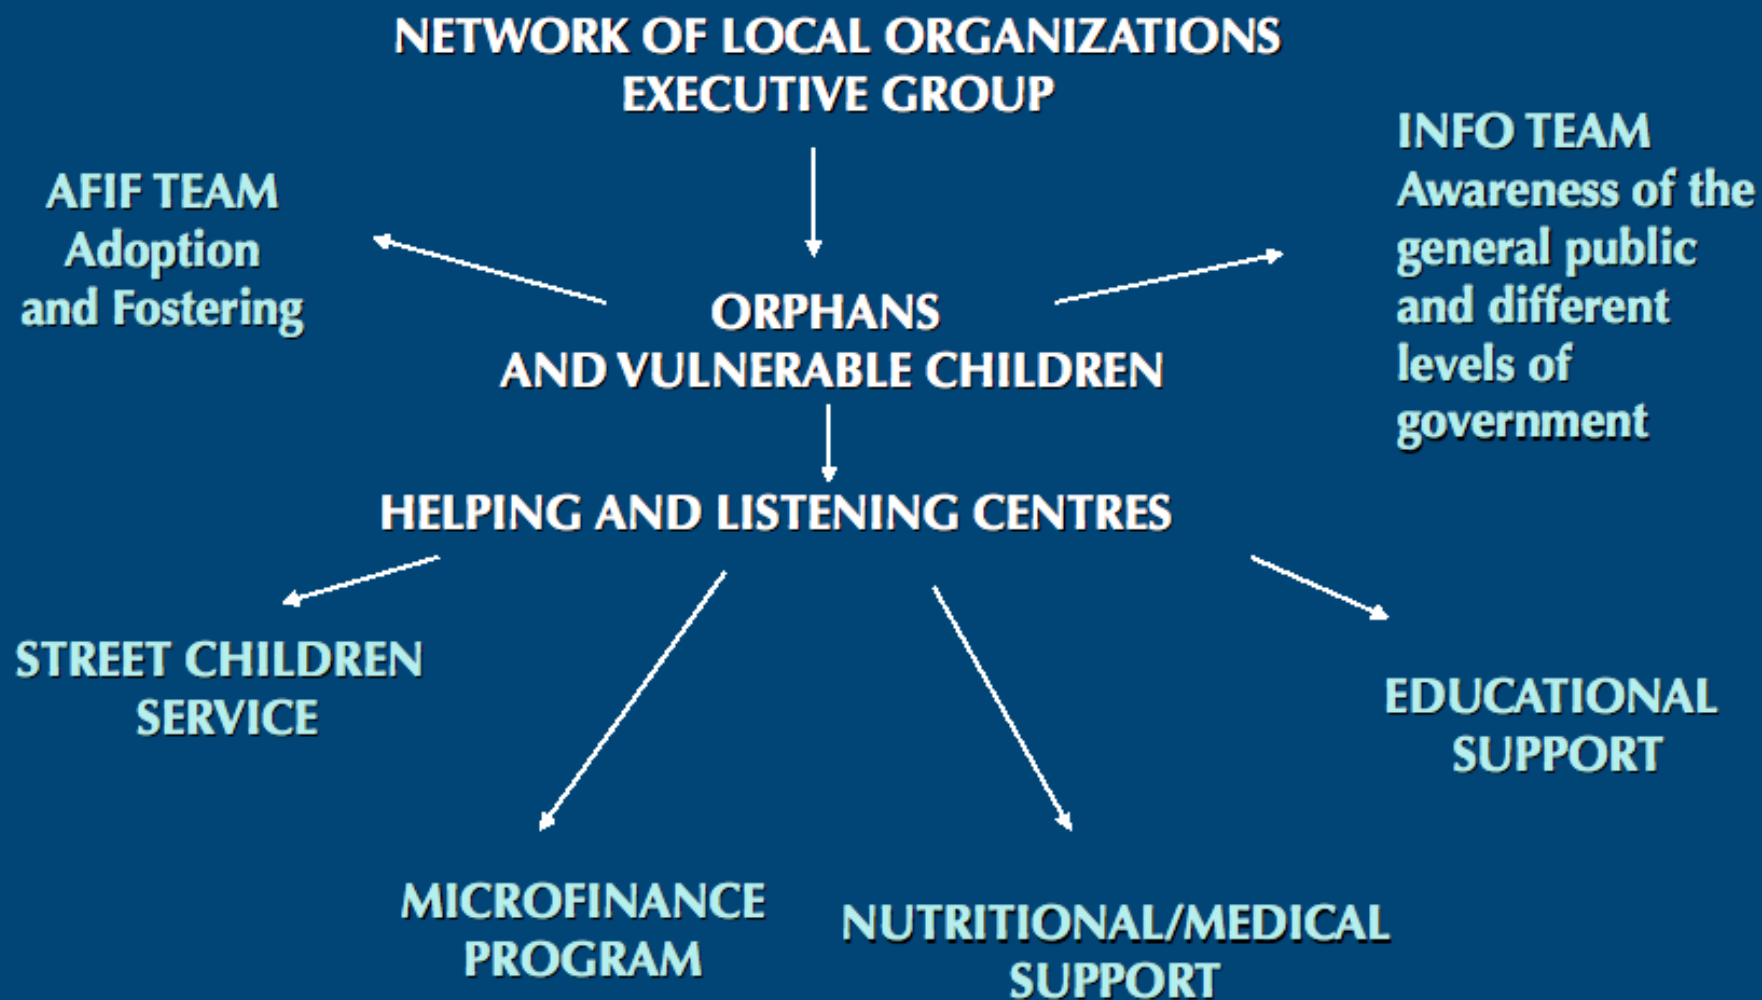 NETWORK OF LOCAL ORGANIZATIONS
EXECUTIVE GROUP
AFIF TEAM
Adoption
and Fostering
INFO TEAM
Awareness of the
general public
and different
levels of
government
ORPHANS
AND VULNERABLE CHILDREN
HELPING AND LISTENING CENTRES
STREET CHILDREN
SERVICE
MICROFINANCE
PROGRAM
NUTRITIONAL/MEDICAL
SUPPORT
EDUCATIONAL
SUPPORT